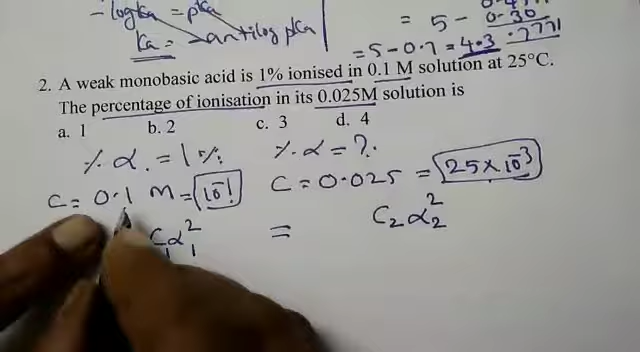 -logKa = pKa
Ka = -antilog pKa
= 5 - 0.30
.7771
= 5 - 0.7 = 4.3
2. A weak monobasic acid is 1% ionised in 0.1 M solution at 25°C.
The percentage of ionisation in its 0.025M solution is
a. 1 b. 2 c. 3 d. 4
% α = 1% % α = ?
C = 0.1 M = 10⁻¹ C = 0.025 = 25 × 10⁻³
C₁α₁² = C₂α₂²